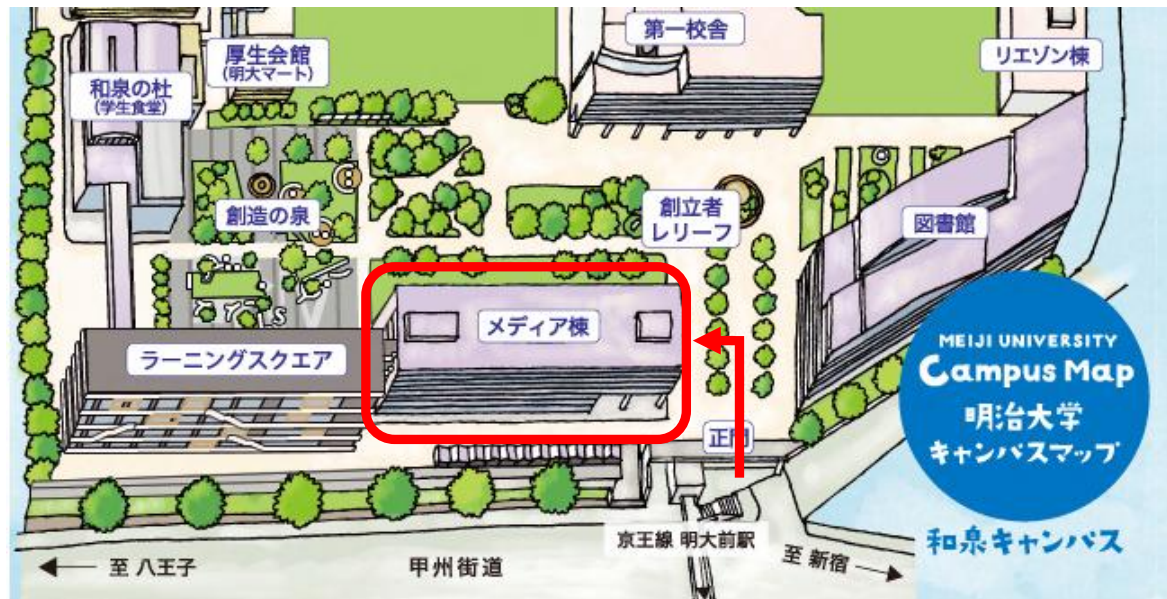 第一校舎
リエゾン棟
厚生会館
(明大マート)
和泉の杜
(学生食堂)
創造の泉
創立者
レリーフ
図書館
メディア棟
ラーニングスクエア
正門
MEIJI UNIVERSITY
Campus Map
明治大学
キャンパスマップ
和泉キャンパス
京王線 明大前駅
至 八王子
甲州街道
至 新宿